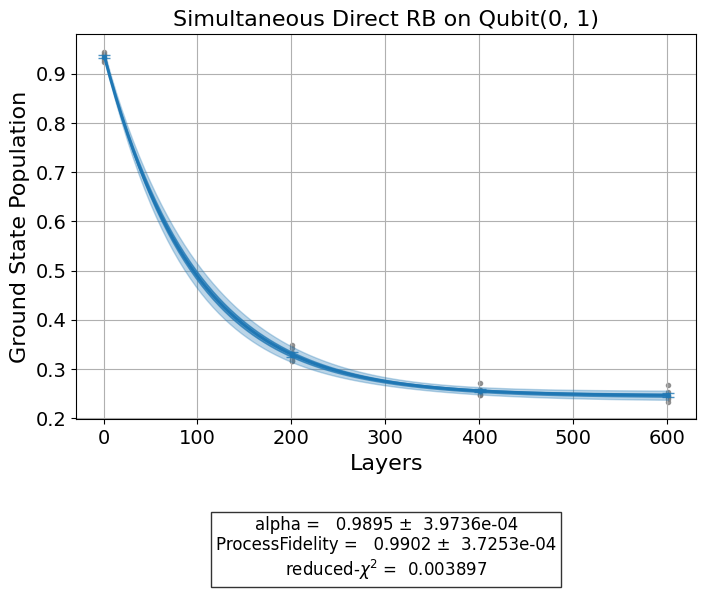 Simultaneous Direct RB on Qubit(0, 1)
Ground State Population
0.9
0.8
0.7
0.6
0.5
0.4
0.3
0.2
0 100 200 300 400 500 600
Layers
alpha = 0.9895 ± 3.9736e-04
ProcessFidelity = 0.9902 ± 3.7253e-04
reduced-χ² = 0.003897